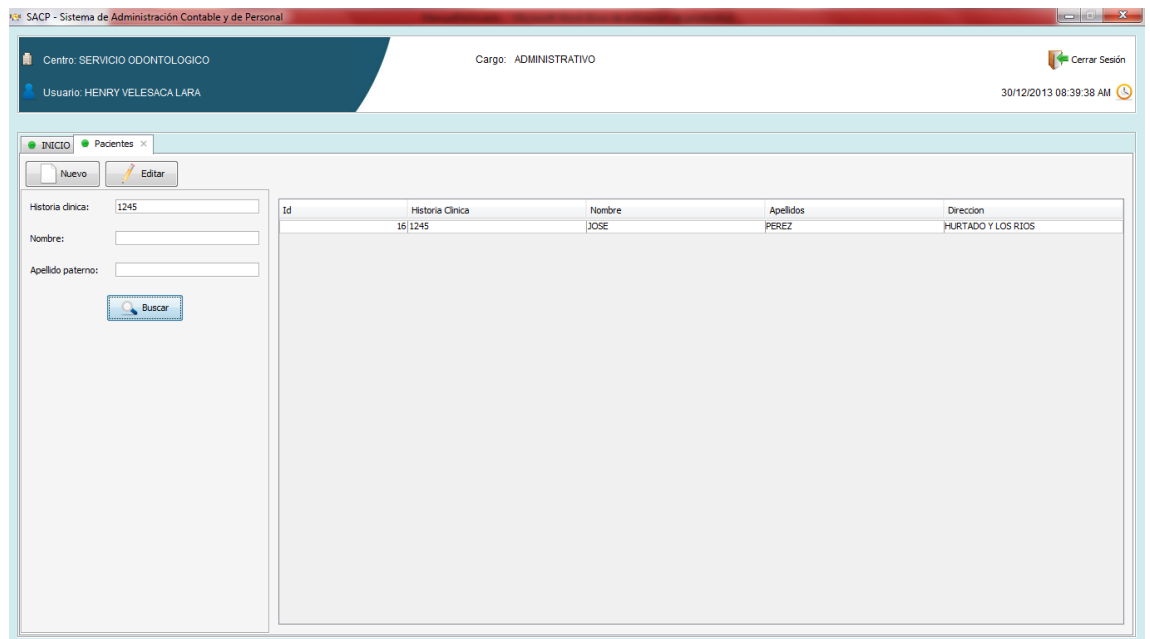 SACP - Sistema de Administración Contable y de Personal
Centro: SERVICIO ODONTOLOGICO
Cargo: ADMINISTRATIVO
Cerrar Sesión
Usuario: HENRY VELESACA LARA
30/12/2013 08:39:38 AM
INICIO Pacientes
Nuevo Editar
Historia clinica: 1245
Nombre:
Apellido paterno:
Buscar
Id Historia Clinica Nombre Apellidos Direccion
16 1245 JOSE PEREZ HURTADO Y LOS RIOS